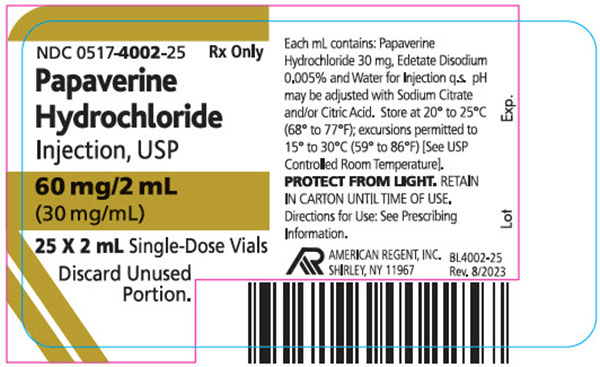 NDC 0517-4002-25 Rx Only
Papaverine
Hydrochloride
Injection, USP
60 mg/2 mL
(30 mg/mL)
25 X 2 mL Single-Dose Vials
Discard Unused
Portion.
Each mL contains: Papaverine
Hydrochloride 30 mg, Edetate Disodium
0.005% and Water for Injection q.s. pH
may be adjusted with Sodium Citrate
and/or Citric Acid. Store at 20° to 25°C
(68° to 77°F); excursions permitted to
15° to 30°C (59° to 86°F) [See USP
Controlled Room Temperature].
PROTECT FROM LIGHT. RETAIN
IN CARTON UNTIL TIME OF USE.
Directions for Use: See Prescribing
Information.
AMERICAN REGENT, INC.
SHIRLEY, NY 11967
BL4002-25
Rev. 8/2023
Exp.
Lot